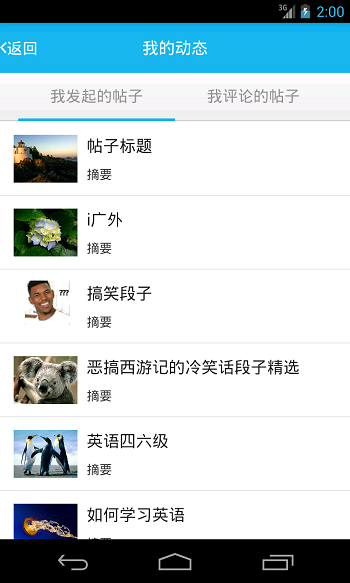 3G 2:00
返回 我的动态
我发起的帖子 我评论的帖子
帖子标题
摘要
i广外
摘要
???
搞笑段子
摘要
恶搞西游记的冷笑话段子精选
摘要
英语四六级
摘要
如何学习英语